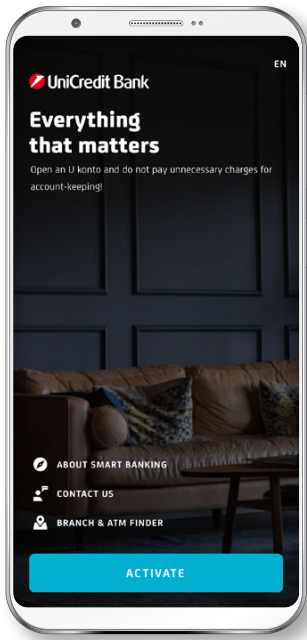 EN
UniCredit Bank
Everything
that matters
Open an U konto and do not pay unnecessary charges for
account-keeping!
ABOUT SMART BANKING
CONTACT US
BRANCH & ATM FINDER
ACTIVATE